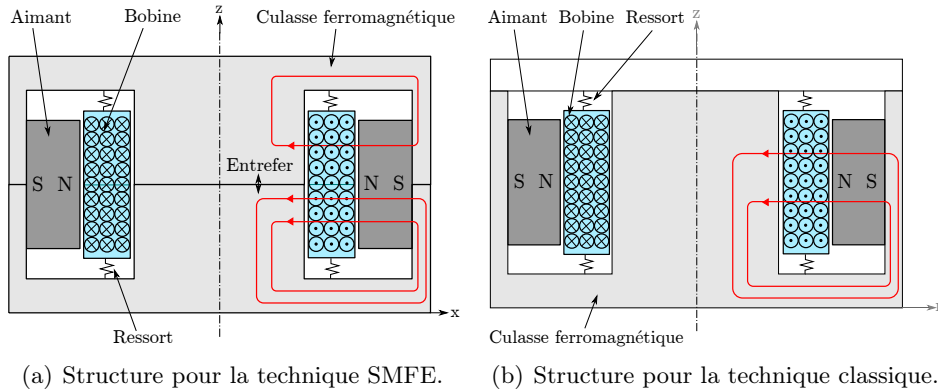 Aimant
Bobine
z
Culasse ferromagnétique
S N
Entrefer
N S
x
Ressort
(a) Structure pour la technique SMFE.
Aimant Bobine Ressort
z
S N
N S
Culasse ferromagnétique
(b) Structure pour la technique classique.